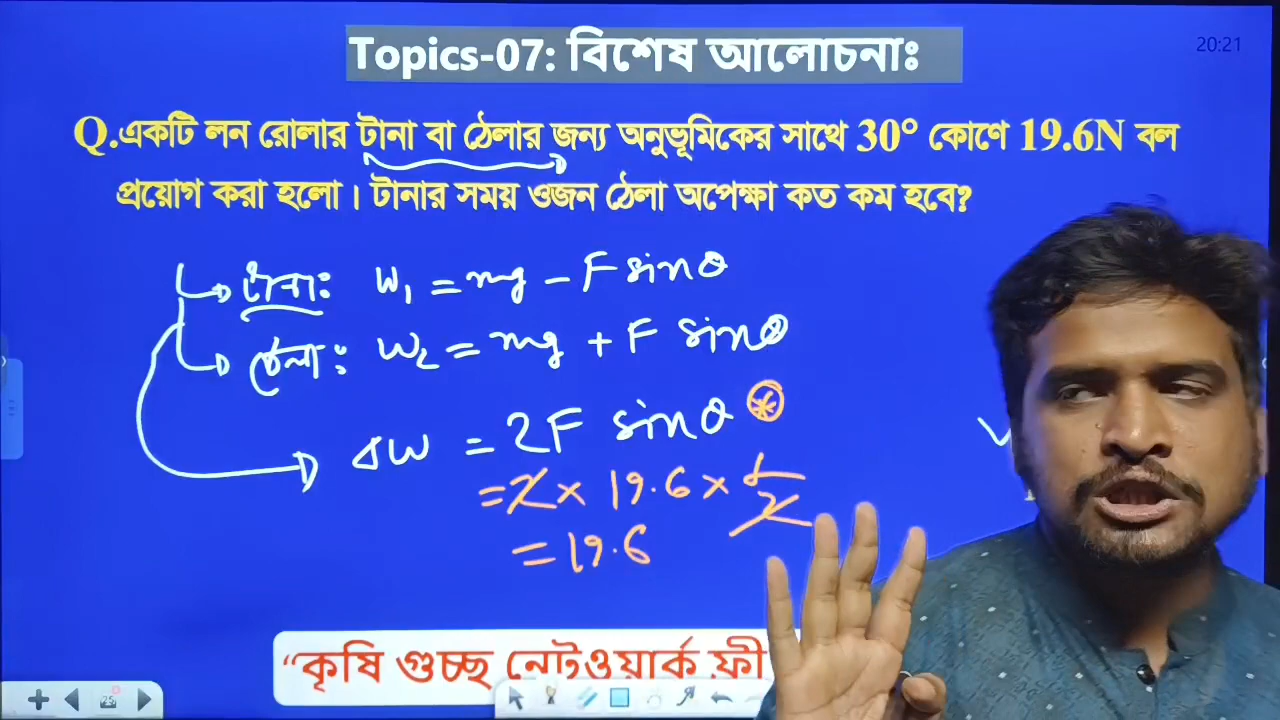 Topics-07: বিশেষ আলোচনাঃ
20:21
Q.একটি লন রোলার টানা বা ঠেলার জন্য অনুভূমিকের সাথে 30° কোণে 19.6N বল
প্রয়োগ করা হলো। টানার সময় ওজন ঠেলা অপেক্ষা কত কম হবে?
টানাঃ W₁ = mg − F sinθ
ঠেলাঃ W₂ = mg + F sinθ
ΔW = 2F sinθ
= 2 × 19.6 × 1/2
= 19.6
“কৃষি গুচ্ছ নেটওয়ার্ক ফ্রী
25